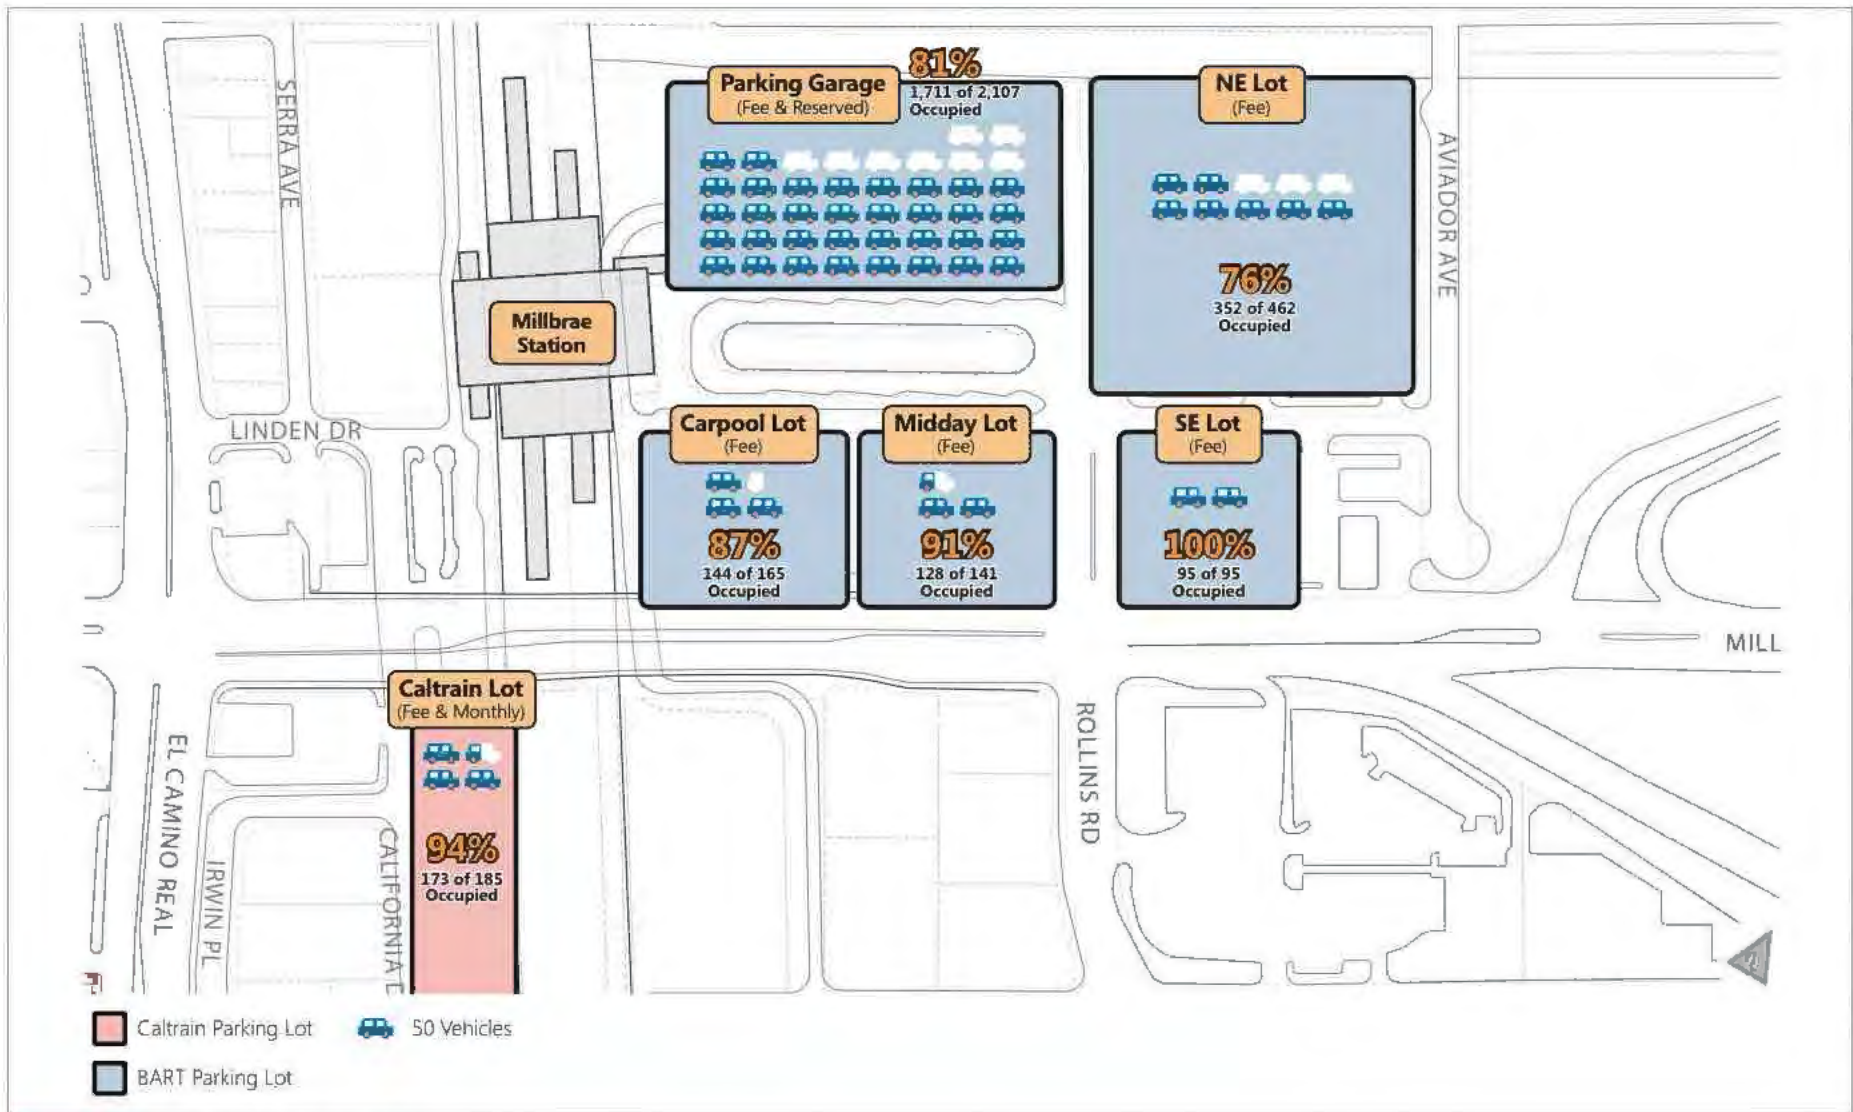 81%
Parking Garage
(Fee & Reserved)
1,711 of 2,107
Occupied
NE Lot
(Fee)
76%
352 of 462
Occupied
SERRA AVE
AVIADOR AVE
Millbrae
Station
LINDEN DR
Carpool Lot
(Fee)
87%
144 of 165
Occupied
Midday Lot
(Fee)
91%
128 of 141
Occupied
SE Lot
(Fee)
100%
95 of 95
Occupied
MILL
Caltrain Lot
(Fee & Monthly)
94%
173 of 185
Occupied
ROLLINS RD
EL CAMINO REAL
IRWIN PL
CALIFORNIA
Caltrain Parking Lot
50 Vehicles
BART Parking Lot